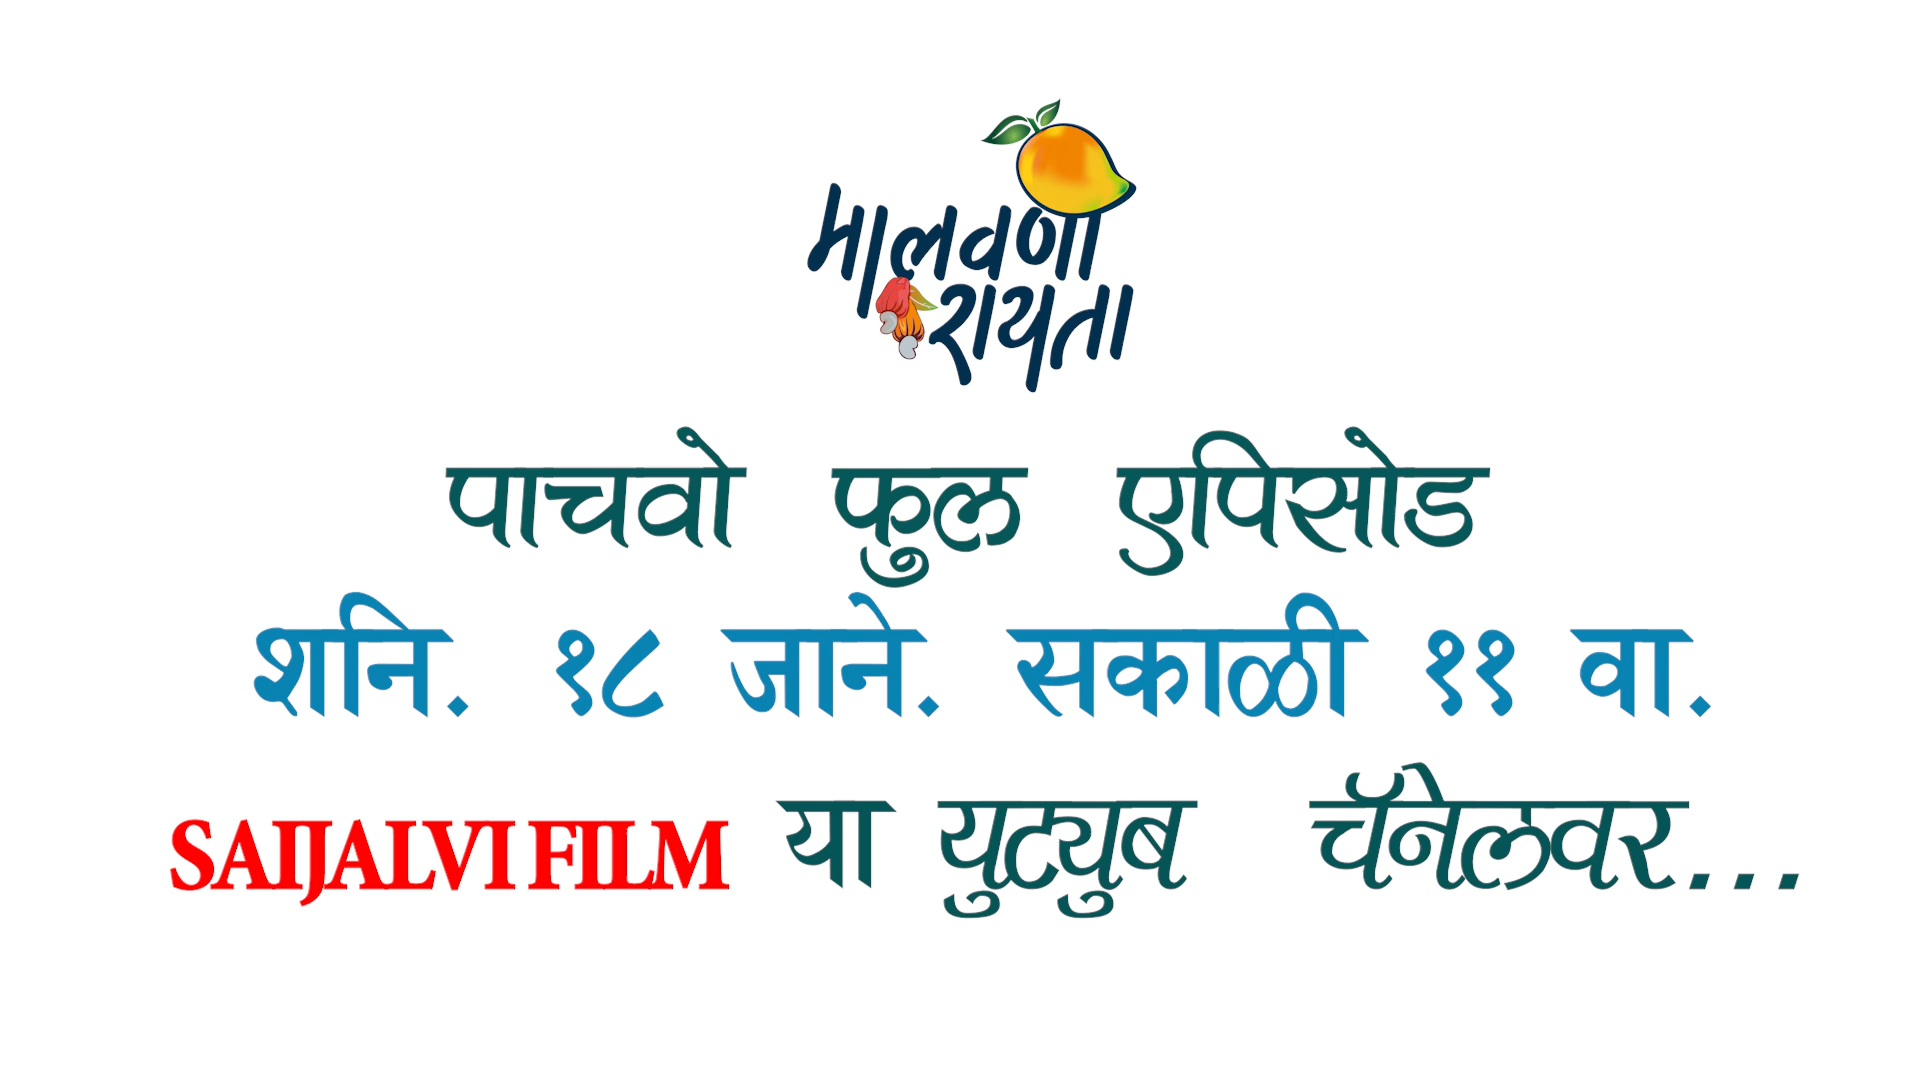 मालवणी
रायता
पाचवो फुल एपिसोड
शनि. १८ जाने. सकाळी ११ वा.
SAIJALVI FILM या युट्युब चॅनेलवर...